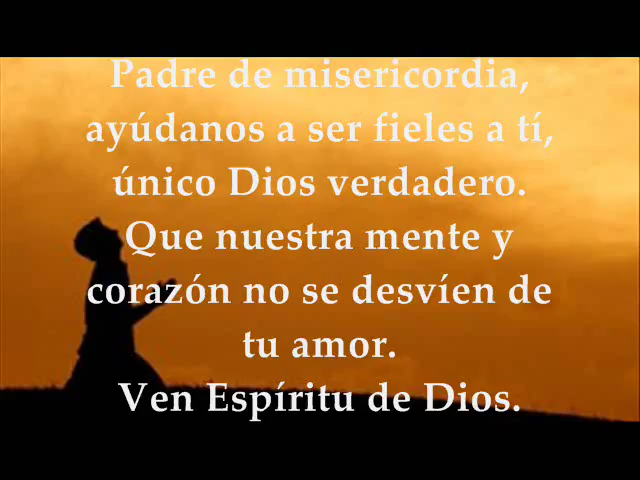 Padre de misericordia,
ayúdanos a ser fieles a tí,
único Dios verdadero.
Que nuestra mente y
corazón no se desvíen de
tu amor.
Ven Espíritu de Dios.